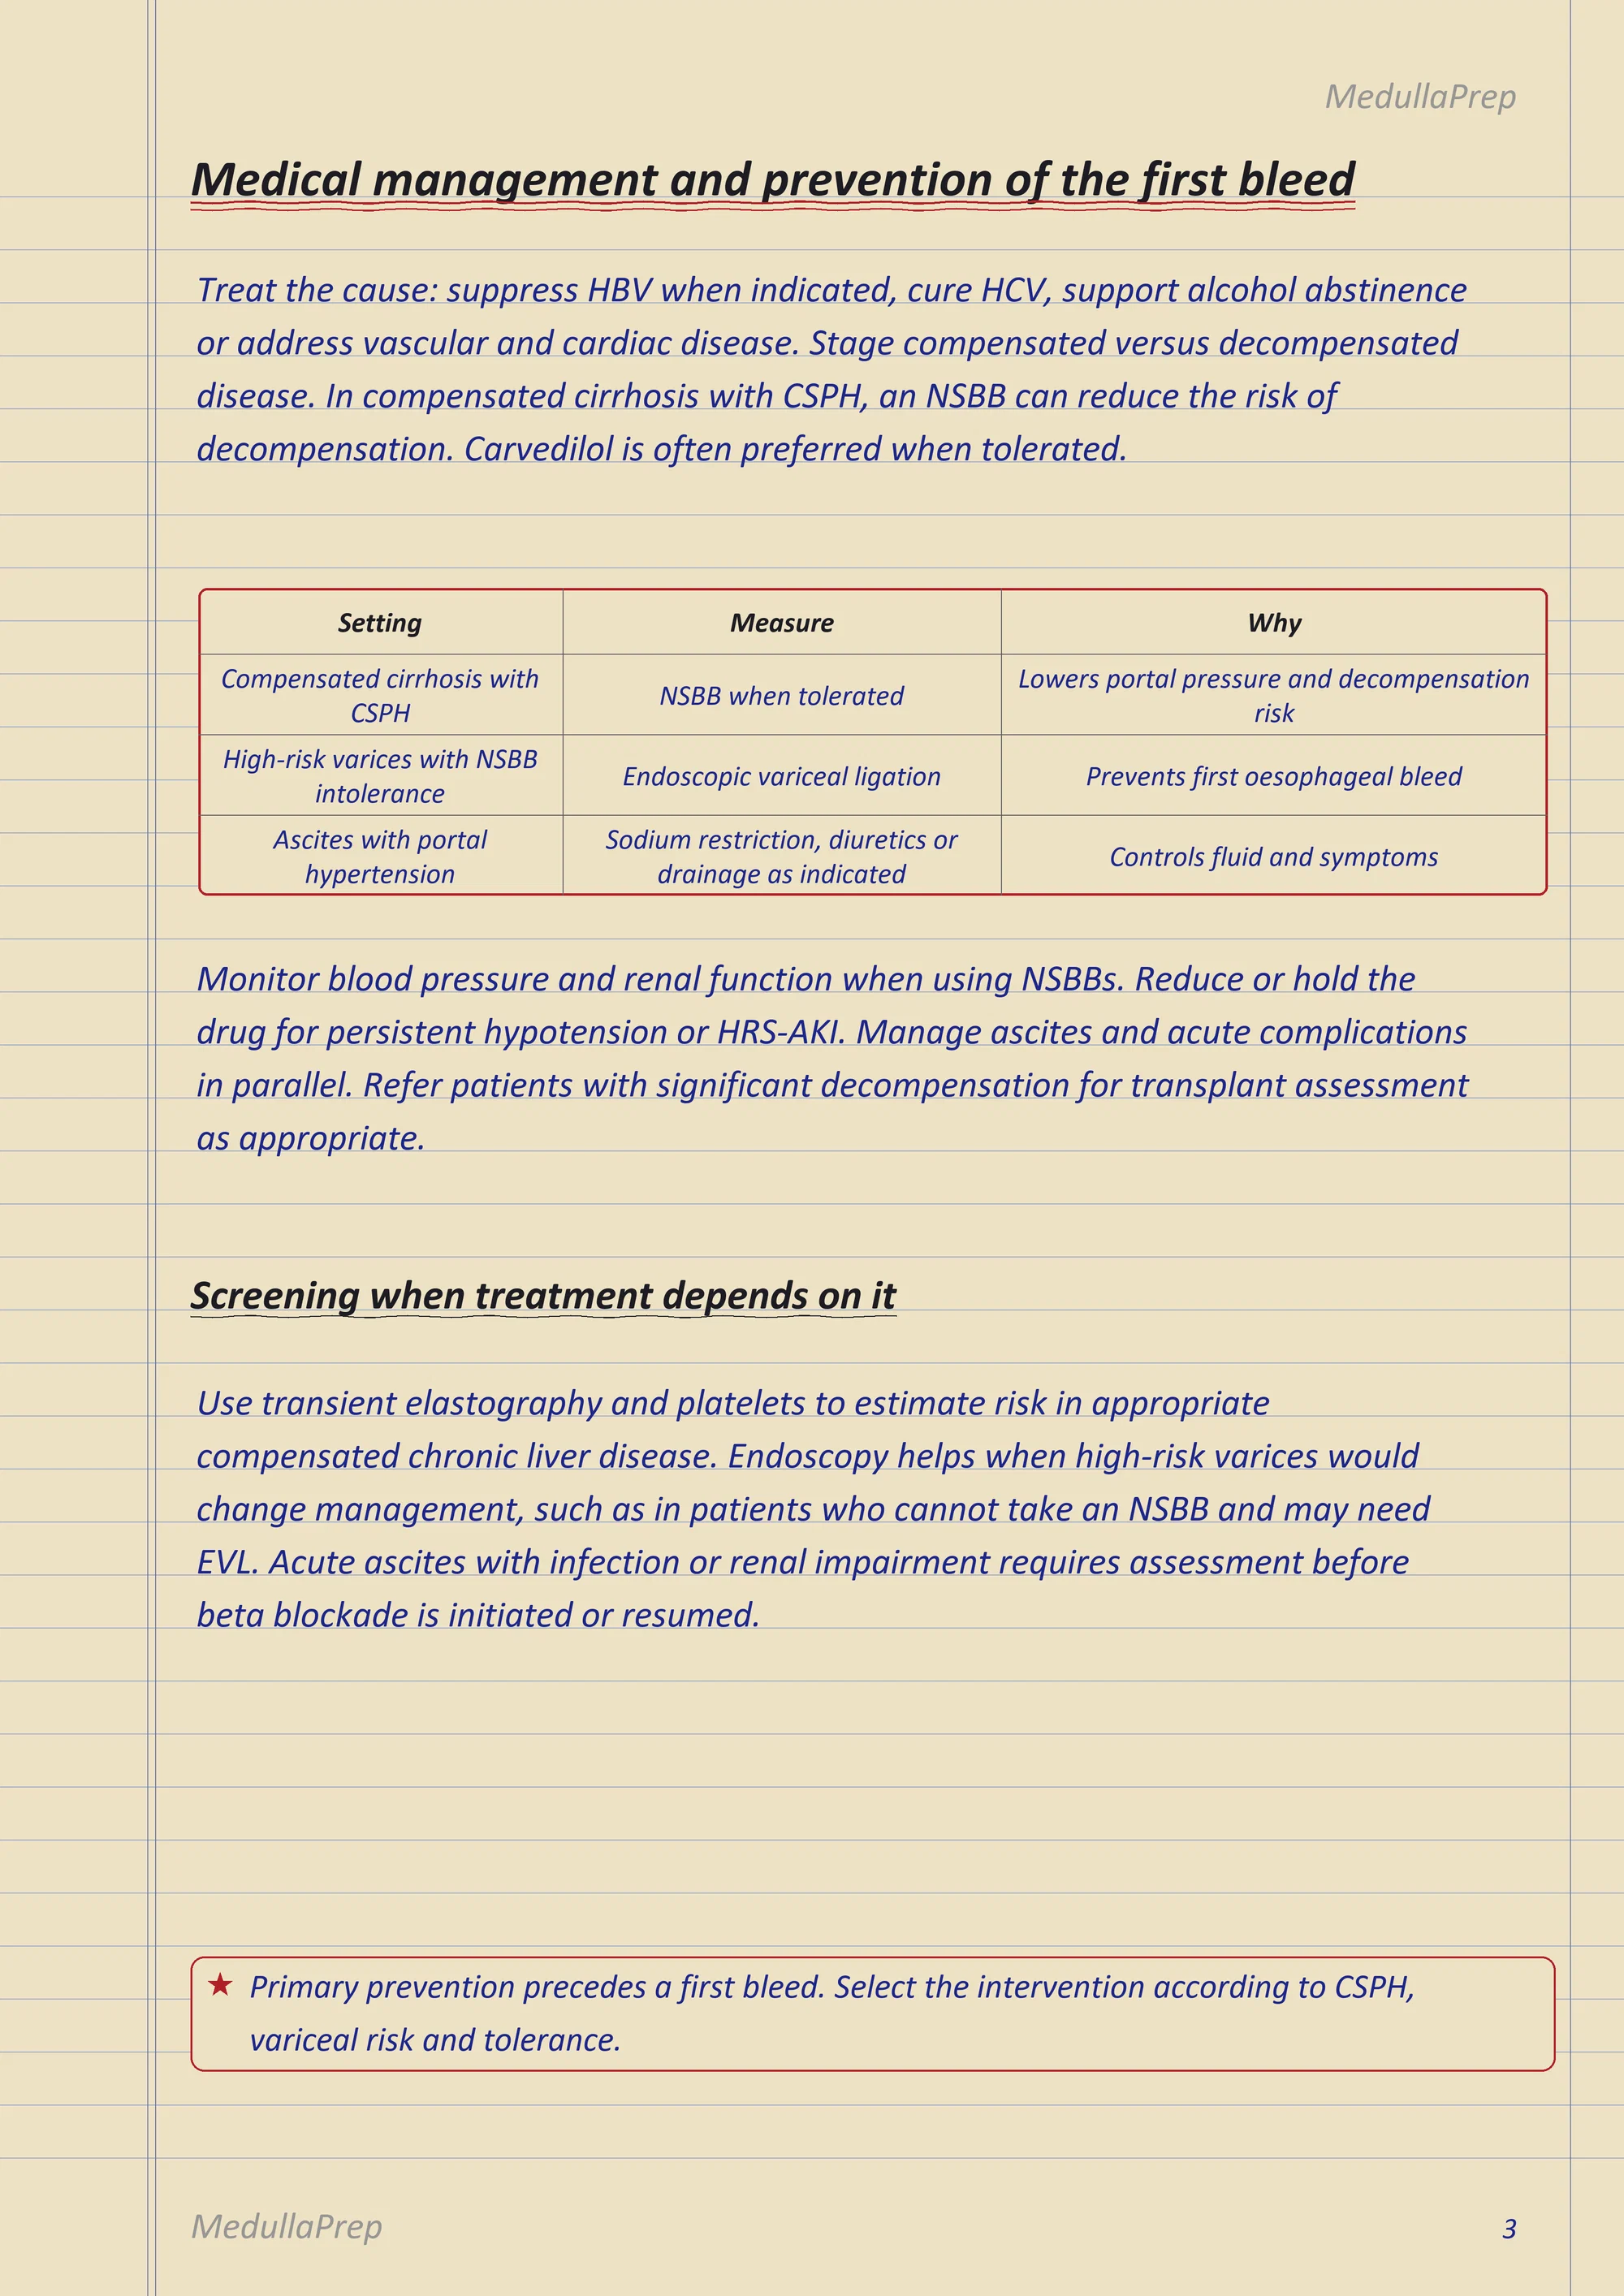 MedullaPrep
Medical management and prevention of the first bleed
Treat the cause: suppress HBV when indicated, cure HCV, support alcohol abstinence
or address vascular and cardiac disease. Stage compensated versus decompensated
disease. In compensated cirrhosis with CSPH, an NSBB can reduce the risk of
decompensation. Carvedilol is often preferred when tolerated.
Setting Measure Why
Compensated cirrhosis with
CSPH
NSBB when tolerated
Lowers portal pressure and decompensation
risk
High-risk varices with NSBB
intolerance
Endoscopic variceal ligation
Prevents first oesophageal bleed
Ascites with portal
hypertension
Sodium restriction, diuretics or
drainage as indicated
Controls fluid and symptoms
Monitor blood pressure and renal function when using NSBBs. Reduce or hold the
drug for persistent hypotension or HRS-AKI. Manage ascites and acute complications
in parallel. Refer patients with significant decompensation for transplant assessment
as appropriate.
Screening when treatment depends on it
Use transient elastography and platelets to estimate risk in appropriate
compensated chronic liver disease. Endoscopy helps when high-risk varices would
change management, such as in patients who cannot take an NSBB and may need
EVL. Acute ascites with infection or renal impairment requires assessment before
beta blockade is initiated or resumed.
★ Primary prevention precedes a first bleed. Select the intervention according to CSPH,
variceal risk and tolerance.
MedullaPrep
3